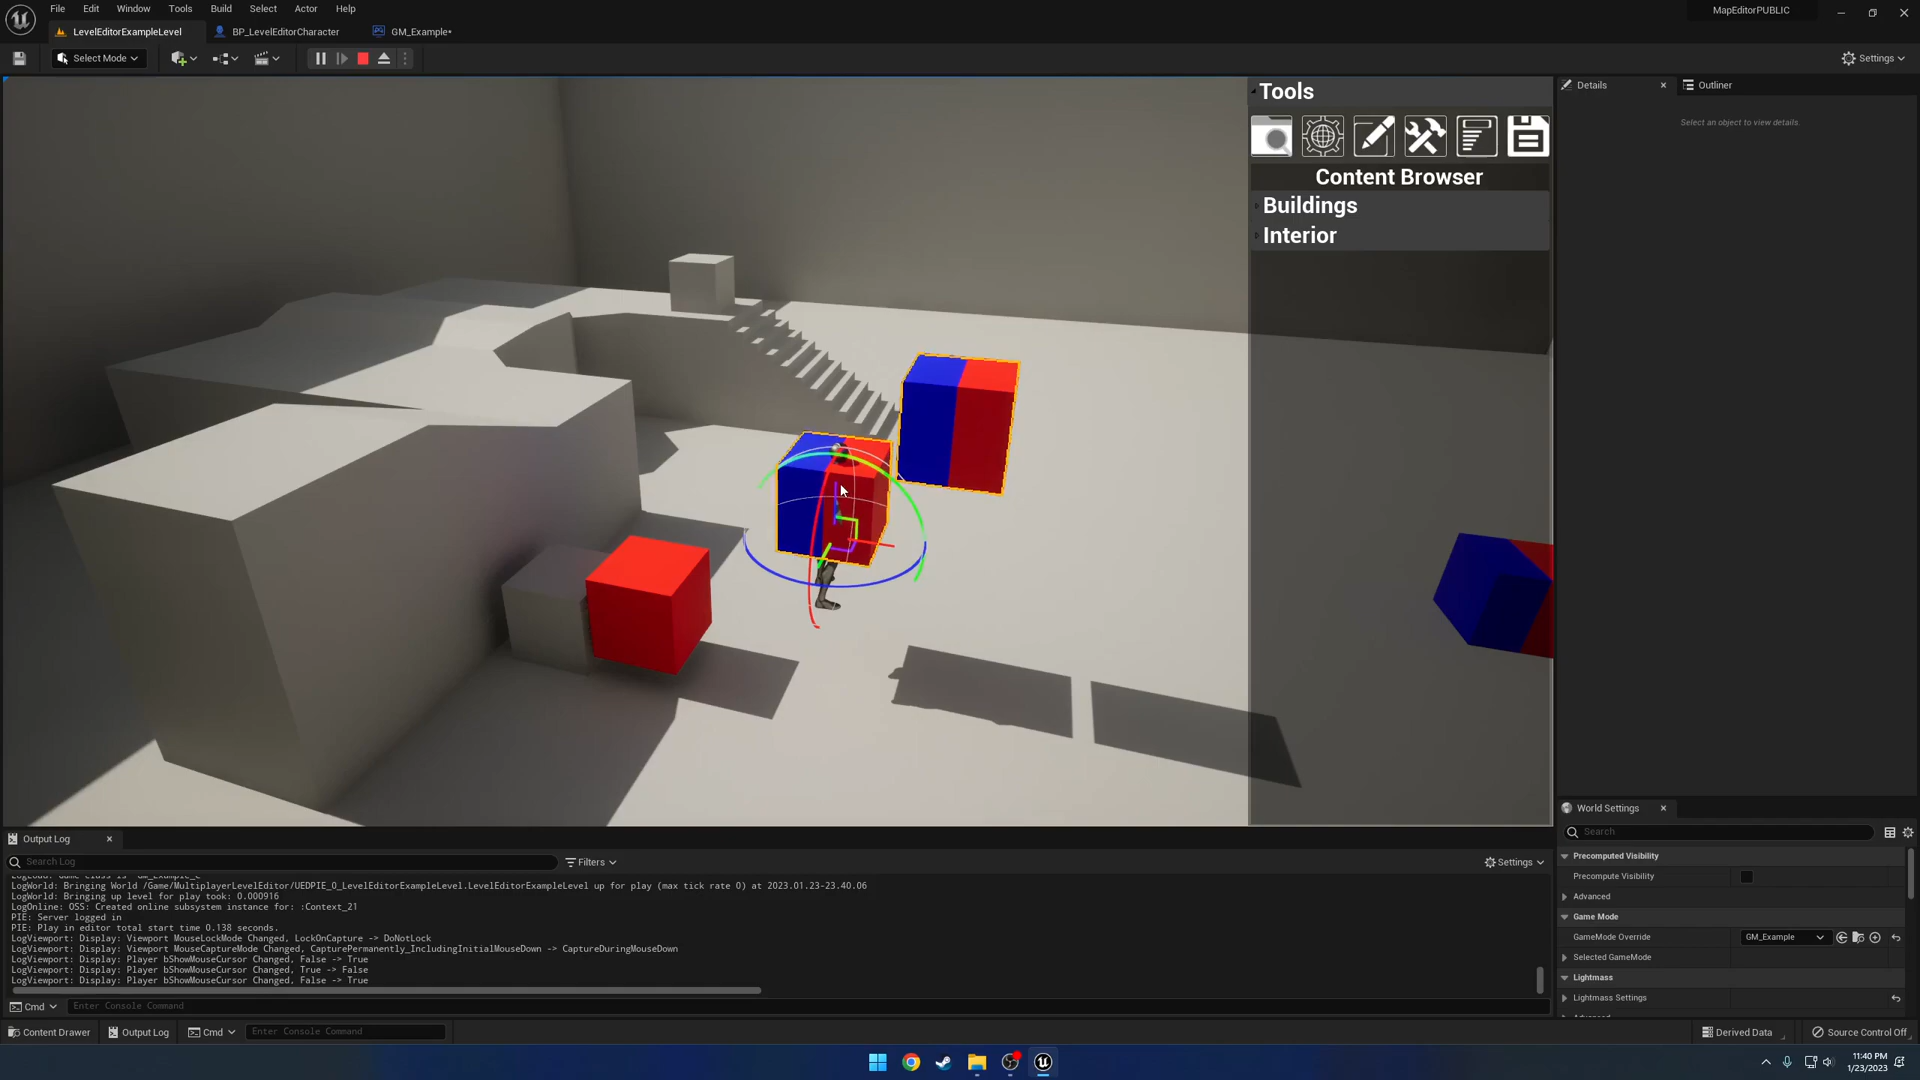 File Edit Window Tools Build Select Actor Help
MapEditorPUBLIC
LevelEditorExampleLevel
BP_LevelEditorCharacter
GM_Example*
Select Mode
Settings
Tools
Content Browser
Buildings
Interior
Details
Outliner
Select an object to view details.
Output Log
Search Log
Filters
Settings
LogWorld: Bringing World /Game/MultiplayerLevelEditor/UEDPIE_0_LevelEditorExampleLevel.LevelEditorExampleLevel up for play (max tick rate 0) at 2023.01.23-23.40.06
LogWorld: Bringing up level for play took: 0.000916
LogOnline: OSS: Created online subsystem instance for: :Context_21
PIE: Server logged in
PIE: Play in editor total start time 0.138 seconds.
LogViewport: Display: Viewport MouseLockMode Changed, LockOnCapture -> DoNotLock
LogViewport: Display: Viewport MouseCaptureMode Changed, CapturePermanently_IncludingInitialMouseDown -> CaptureDuringMouseDown
LogViewport: Display: Player bShowMouseCursor Changed, False -> True
LogViewport: Display: Player bShowMouseCursor Changed, True -> False
LogViewport: Display: Player bShowMouseCursor Changed, False -> True
Cmd
Enter Console Command
World Settings
Search
Precomputed Visibility
Precompute Visibility
Advanced
Game Mode
GameMode Override
GM_Example
Selected GameMode
Lightmass
Lightmass Settings
Content Drawer
Output Log
Cmd
Enter Console Command
Derived Data
Source Control Off
11:40 PM
1/23/2023